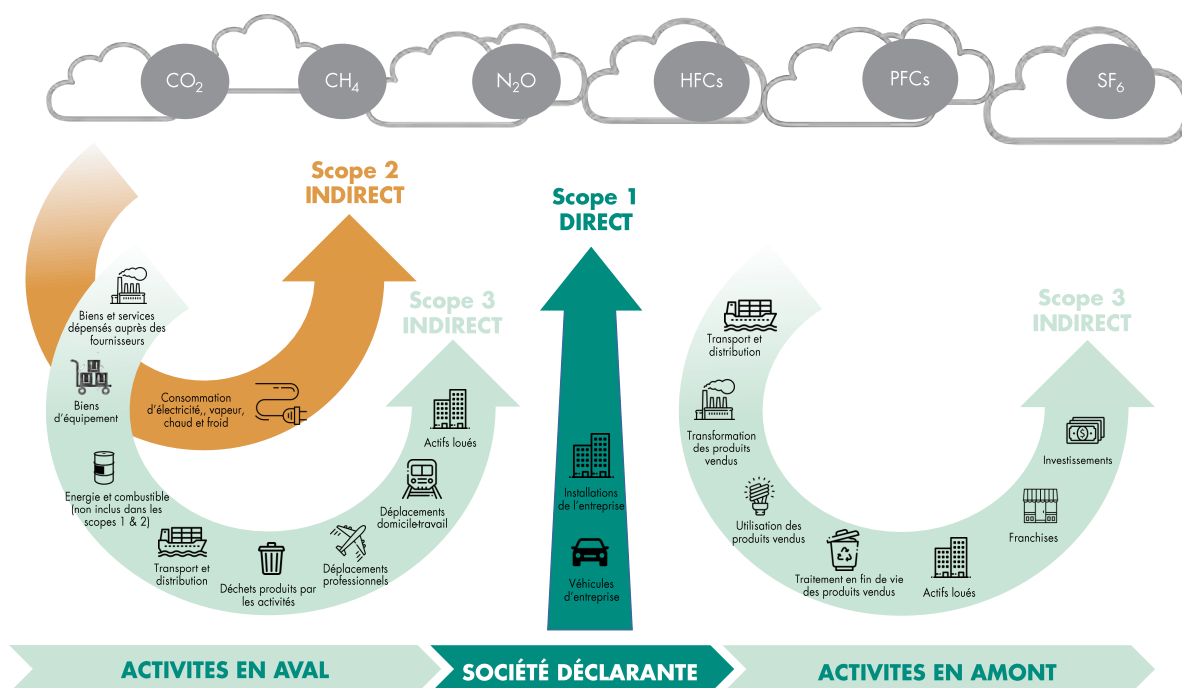 CO₂
CH₄
N₂O
HFCs
PFCs
SF₆
Scope 2
INDIRECT
Scope 1
DIRECT
Scope 3
INDIRECT
Scope 3
INDIRECT
Biens et services
dépensés auprès des
fournisseurs
Biens
d'équipement
Energie et combustible
(non inclus dans les
scopes 1 & 2)
Transport et
distribution
Déchets produits par
les activités
Déplacements
professionnels
Déplacements
domicile-travail
Actifs loués
Consommation
d'électricité,, vapeur,
chaud et froid
Installations
de l'entreprise
Véhicules
d'entreprise
Transport et
distribution
Transformation
des produits
vendus
Utilisation des
produits vendus
Traitement en fin de vie
des produits vendus
Actifs loués
Franchises
Investissements
ACTIVITES EN AVAL
SOCIÉTÉ DÉCLARANTE
ACTIVITES EN AMONT